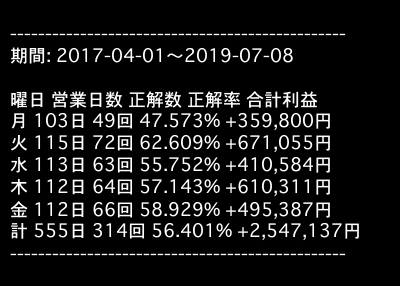 ------------------------------------------------
期間: 2017-04-01～2019-07-08
曜日 営業日数 正解数 正解率 合計利益
月 103日 49回 47.573% +359,800円
火 115日 72回 62.609% +671,055円
水 113日 63回 55.752% +410,584円
木 112日 64回 57.143% +610,311円
金 112日 66回 58.929% +495,387円
計 555日 314回 56.401% +2,547,137円
------------------------------------------------